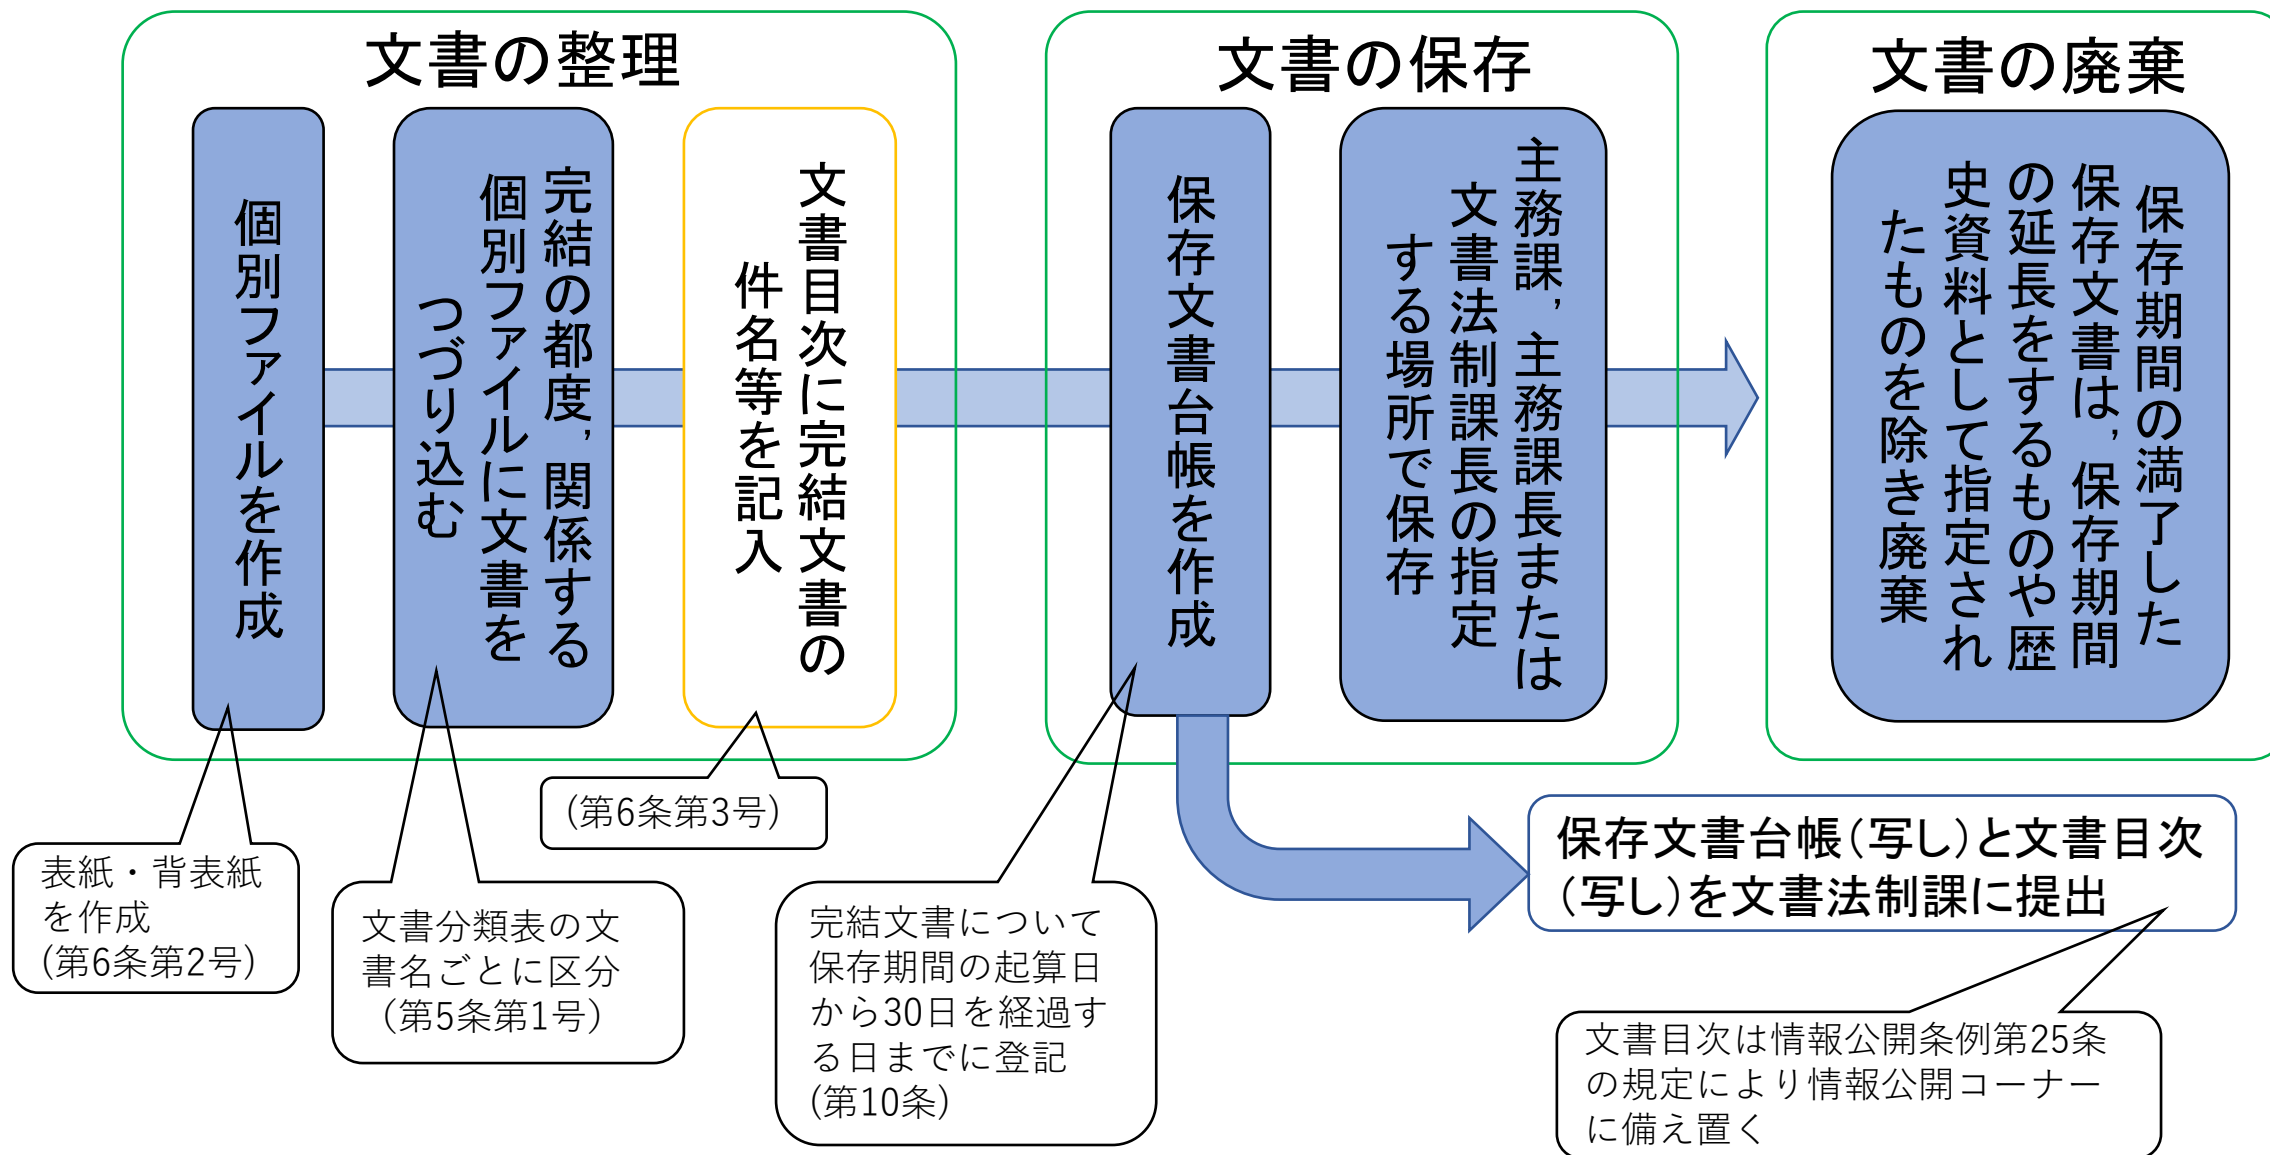 文書の整理
個別ファイルを作成
完結の都度，関係する
個別ファイルに文書を
つづり込む
文書目次に完結文書の
件名等を記入
文書の保存
保存文書台帳を作成
主務課，主務課長または
文書法制課長の指定
する場所で保存
文書の廃棄
保存期間の満了した
保存文書は，保存期間
の延長をするものや歴
史資料として指定され
たものを除き廃棄
表紙・背表紙
を作成
(第6条第2号)
文書分類表の文
書名ごとに区分
（第5条第1号）
(第6条第3号)
完結文書について
保存期間の起算日
から30日を経過す
る日までに登記
(第10条)
保存文書台帳（写し）と文書目次
（写し）を文書法制課に提出
文書目次は情報公開条例第25条
の規定により情報公開コーナー
に備え置く